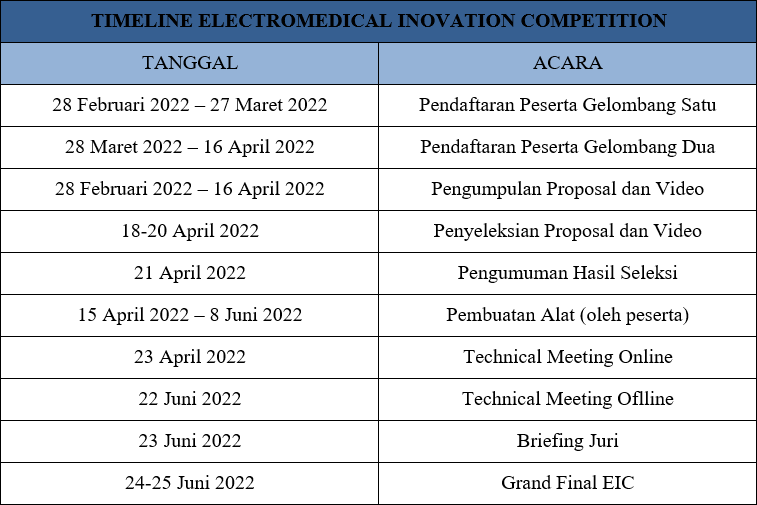 TIMELINE ELECTROMEDICAL INOVATION COMPETITION
TANGGAL ACARA
28 Februari 2022 – 27 Maret 2022 Pendaftaran Peserta Gelombang Satu
28 Maret 2022 – 16 April 2022 Pendaftaran Peserta Gelombang Dua
28 Februari 2022 – 16 April 2022 Pengumpulan Proposal dan Video
18-20 April 2022 Penyeleksian Proposal dan Video
21 April 2022 Pengumuman Hasil Seleksi
15 April 2022 – 8 Juni 2022 Pembuatan Alat (oleh peserta)
23 April 2022 Technical Meeting Online
22 Juni 2022 Technical Meeting Oflline
23 Juni 2022 Briefing Juri
24-25 Juni 2022 Grand Final EIC